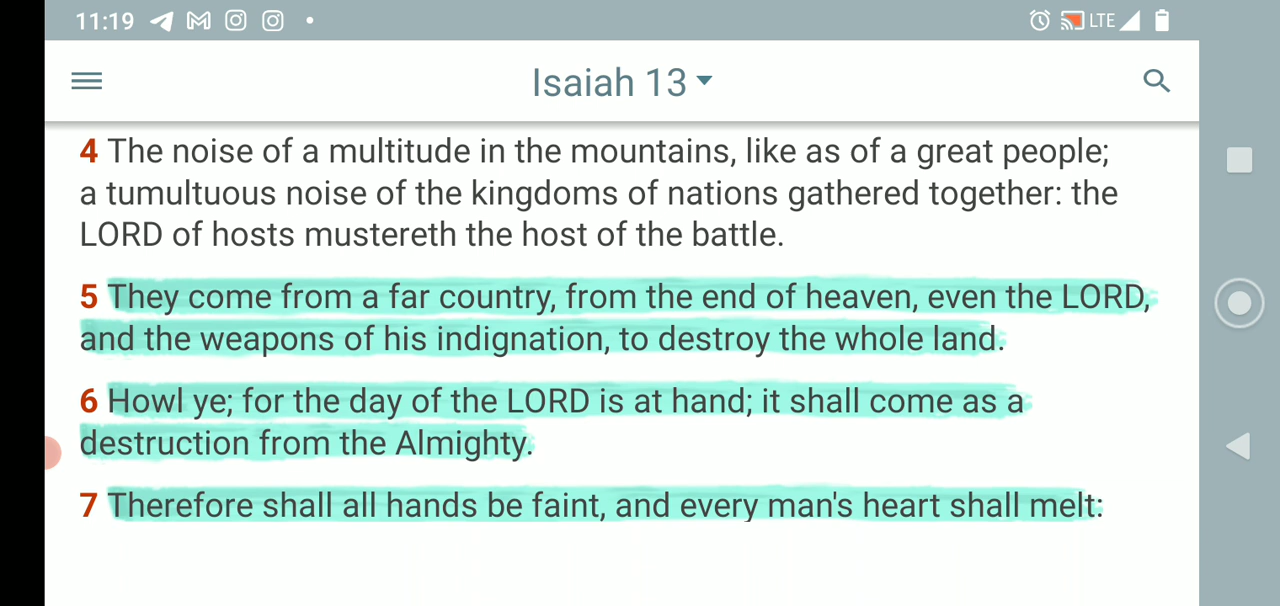 11:19
LTE
Isaiah 13
4 The noise of a multitude in the mountains, like as of a great people;
a tumultuous noise of the kingdoms of nations gathered together: the
LORD of hosts mustereth the host of the battle.
5 They come from a far country, from the end of heaven, even the LORD,
and the weapons of his indignation, to destroy the whole land.
6 Howl ye; for the day of the LORD is at hand; it shall come as a
destruction from the Almighty.
7 Therefore shall all hands be faint, and every man's heart shall melt: